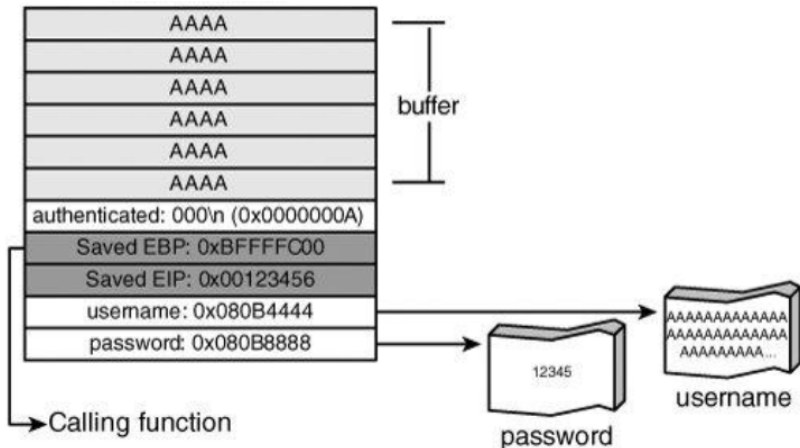 AAAA
AAAA
AAAA
AAAA
AAAA
AAAA
buffer
authenticated: 000\n (0x0000000A)
Saved EBP: 0xBFFFFC00
Saved EIP: 0x00123456
username: 0x080B4444
password: 0x080B8888
Calling function
12345
password
AAAAAAAAAAAAA
AAAAAAAAAAAAA
AAAAAAAAA...
username